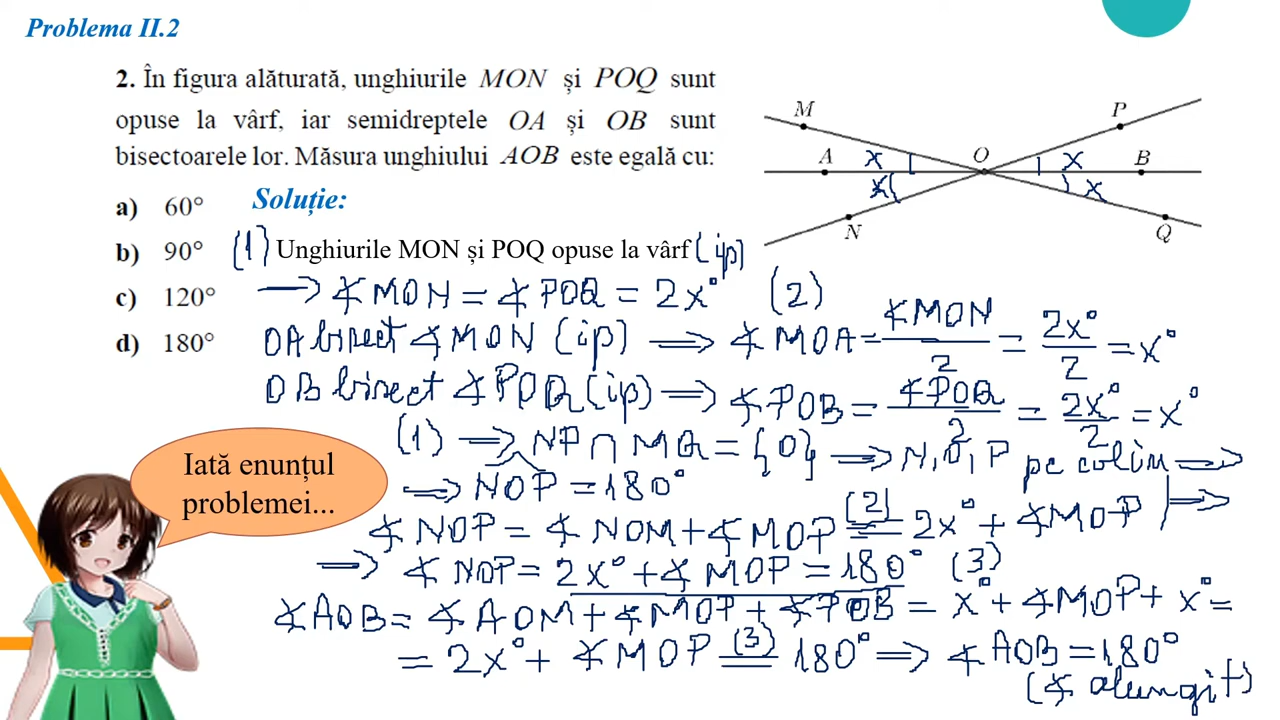 Problema II.2
2. În figura alăturată, unghiurile MON și POQ sunt
opuse la vârf, iar semidreptele OA și OB sunt
bisectoarele lor. Măsura unghiului AOB este egală cu:
a) 60°
b) 90°
c) 120°
d) 180°
M
P
A
x
O
x
B
x
x
N
Q
Soluție:
(1) Unghiurile MON și POQ opuse la vârf (ip)
→ ∢MON = ∢POQ = 2x° (2)
OA bisect ∢MON (ip) ⇒ ∢MOA = ∢MON/2 = 2x°/2 = x°
OB bisect ∢POQ (ip) ⇒ ∢POB = ∢POQ/2 = 2x°/2 = x°
(1) ⇒ NP ∩ MQ = {O} ⇒ N, O, P pc colin ⇒
⇒ NOP = 180°
∢NOP = ∢NOM + ∢MOP (2)= 2x° + ∢MOP | ⇒
⇒ ∢NOP = 2x° + ∢MOP = 180° (3)
∢AOB = ∢AOM + ∢MOP + ∢POB = x° + ∢MOP + x° =
= 2x° + ∢MOP (3)= 180° ⇒ ∢AOB = 180°
(∢ alungit)
Iată enunțul
problemei...